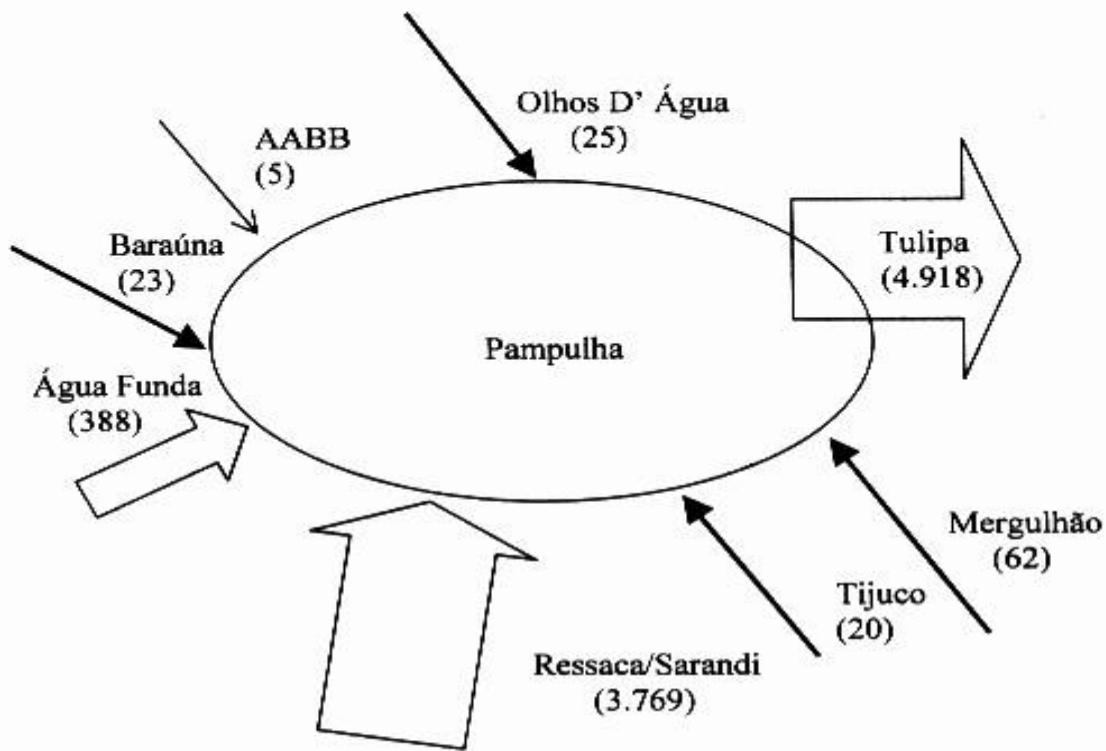 Olhos D' Água
(25)
AABB
(5)
Tulipa
(4.918)
Baraúna
(23)
Pampulha
Água Funda
(388)
Mergulhão
(62)
Tijuco
(20)
Ressaca/Sarandi
(3.769)